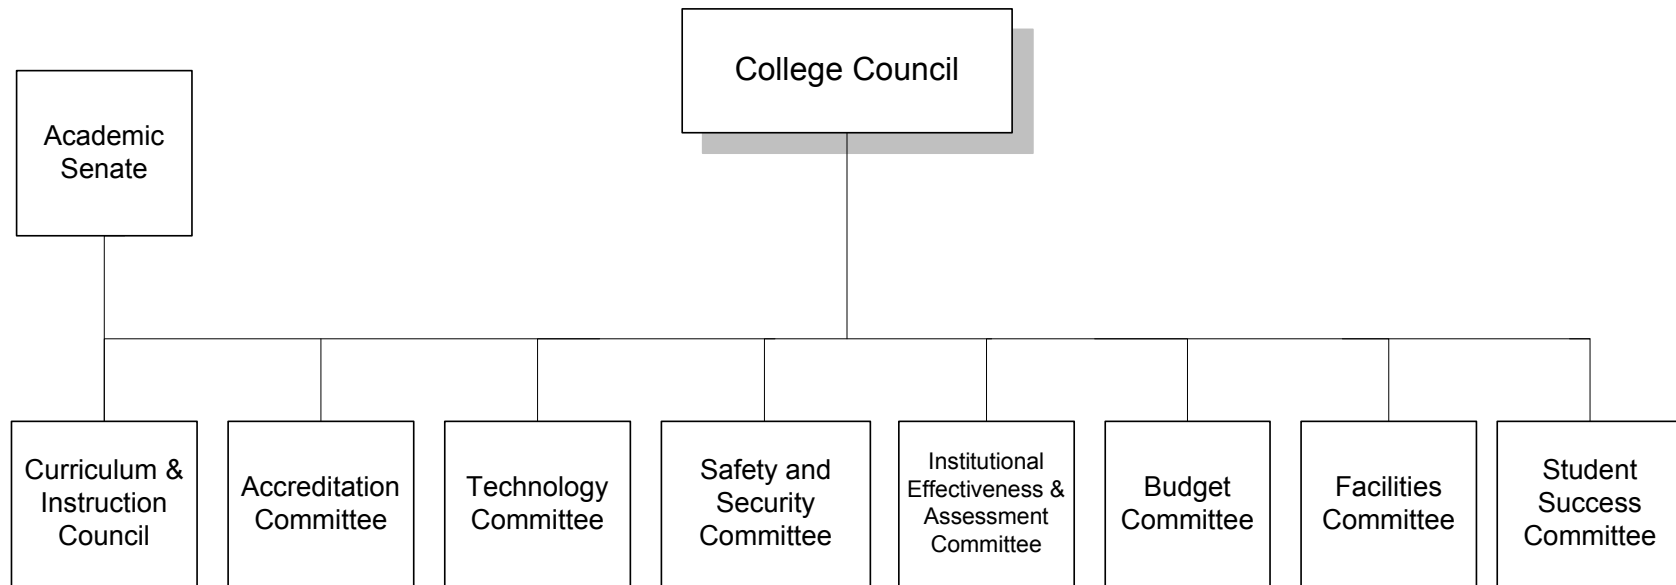 College Council
Academic
Senate
Curriculum &
Instruction
Council
Accreditation
Committee
Technology
Committee
Safety and
Security
Committee
Institutional
Effectiveness &
Assessment
Committee
Budget
Committee
Facilities
Committee
Student
Success
Committee